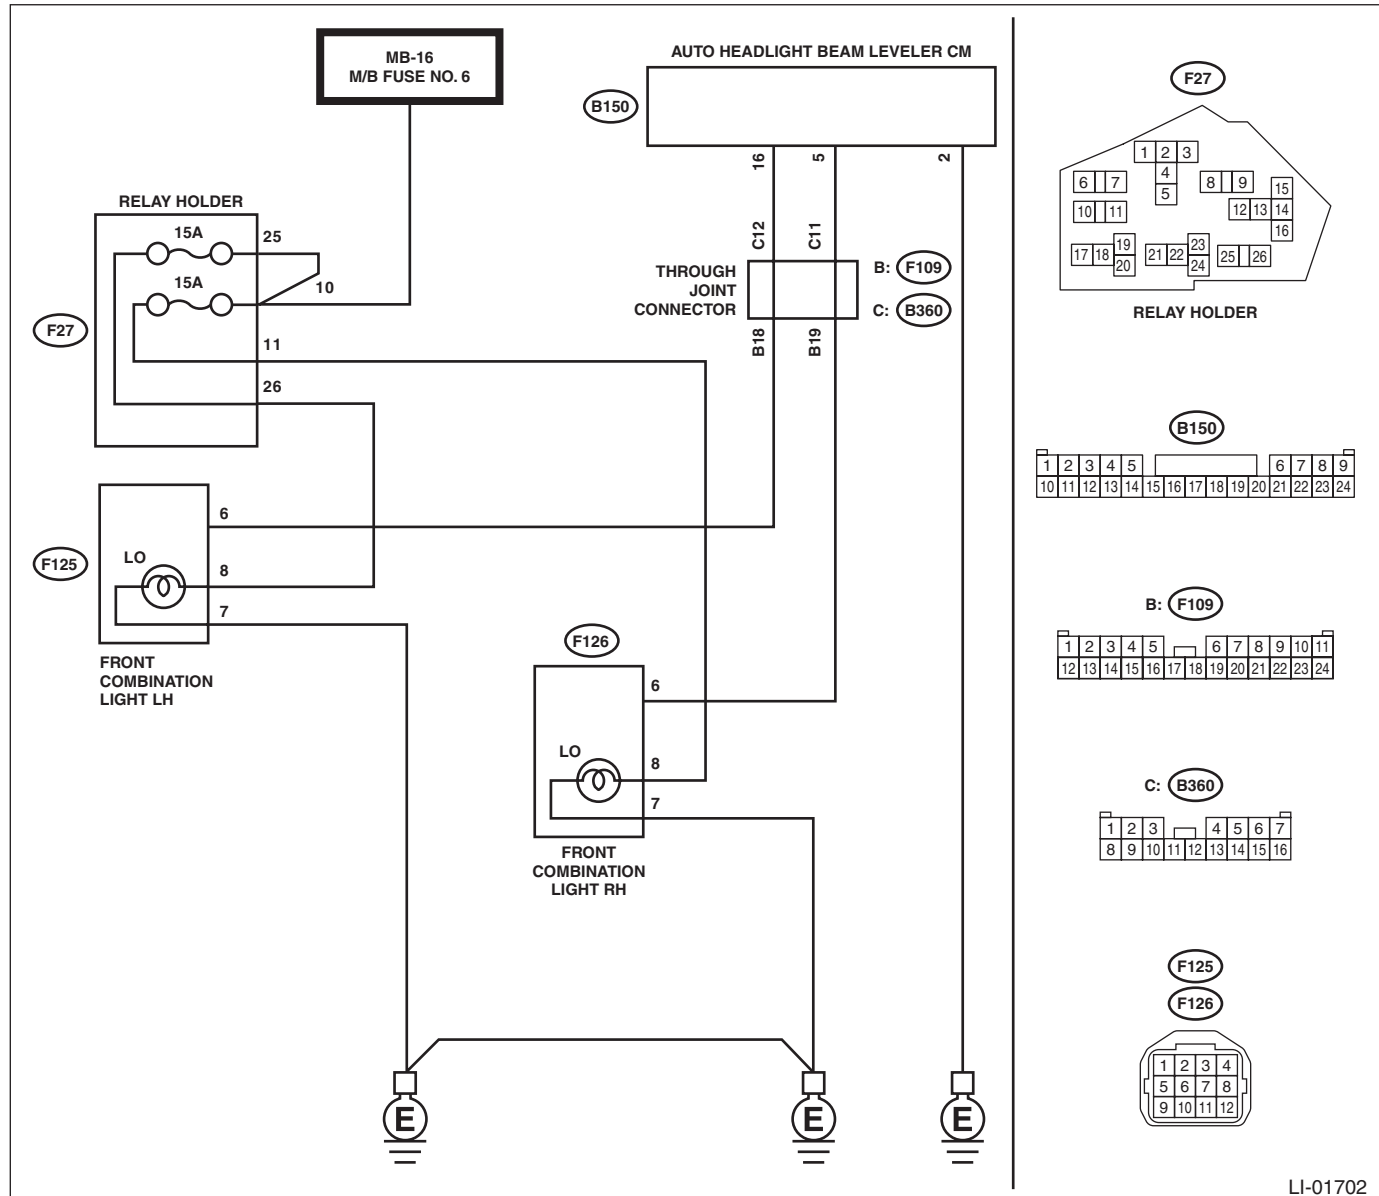 MB-16
M/B FUSE NO. 6
AUTO HEADLIGHT BEAM LEVELER CM
B150
16
5
2
RELAY HOLDER
15A
25
15A
10
F27
11
26
C12
C11
THROUGH
JOINT
CONNECTOR
B: F109
C: B360
B18
B19
F125
LO
6
8
7
FRONT
COMBINATION
LIGHT LH
F126
LO
6
8
7
FRONT
COMBINATION
LIGHT RH
E
E
E
F27
1 2 3
4
5
6 7
8 9
15
10 11
12 13 14
16
17 18 19
20
21 22 23
24
25 26
RELAY HOLDER
B150
1 2 3 4 5 6 7 8 9
10 11 12 13 14 15 16 17 18 19 20 21 22 23 24
B: F109
1 2 3 4 5 6 7 8 9 10 11
12 13 14 15 16 17 18 19 20 21 22 23 24
C: B360
1 2 3 4 5 6 7
8 9 10 11 12 13 14 15 16
F125
F126
1 2 3 4
5 6 7 8
9 10 11 12
LI-01702